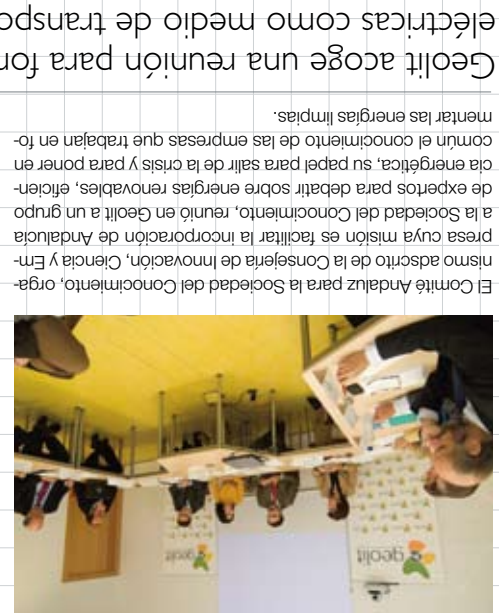 geolit
geolit
El Comité Andaluz para la Sociedad del Conocimiento, orga-
nismo adscrito de la Consejería de Innovación, Ciencia y Em-
presa cuya misión es facilitar la incorporación de Andalucía
a la Sociedad del Conocimiento, reunió en Geolit a un grupo
de expertos para debatir sobre energías renovables, eficien-
cia energética, su papel para salir de la crisis y para poner en
común el conocimiento de las empresas que trabajan en fo-
mentar las energías limpias.
Geolit acoge una reunión para
eléctricas como medio de transpo